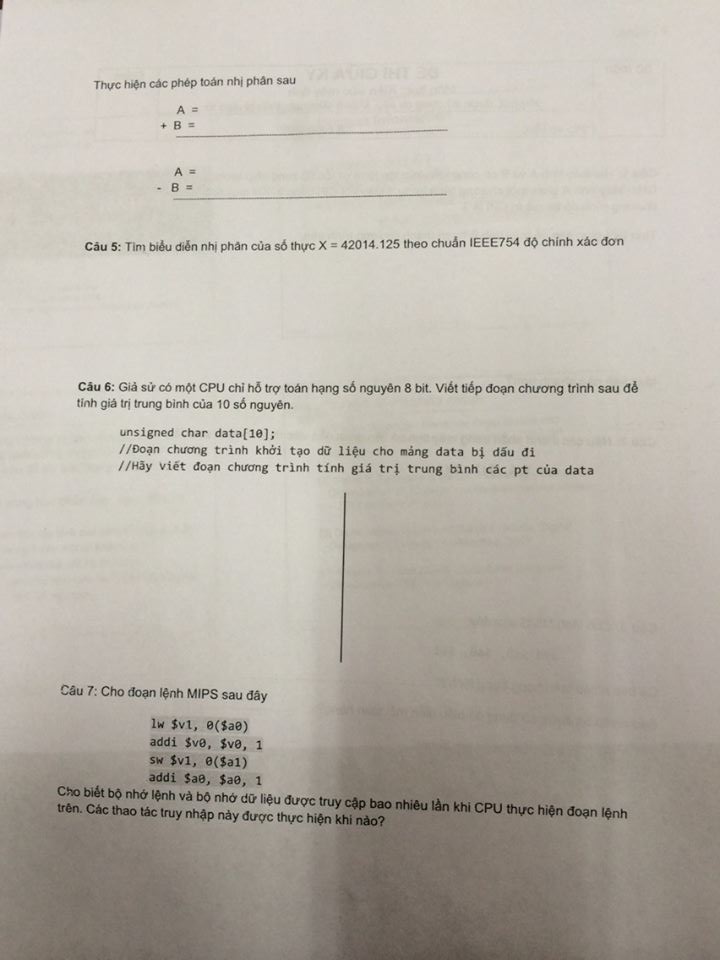 Thực hiện các phép toán nhị phân sau
A =
+ B =
A =
- B =
Câu 5: Tìm biểu diễn nhị phân của số thực X = 42014.125 theo chuẩn IEEE754 độ chính xác đơn
Câu 6: Giả sử có một CPU chỉ hỗ trợ toán hạng số nguyên 8 bit. Viết tiếp đoạn chương trình sau để
tính giá trị trung bình của 10 số nguyên.
unsigned char data[10];
//Đoạn chương trình khởi tạo dữ liệu cho mảng data bị dấu đi
//Hãy viết đoạn chương trình tính giá trị trung bình các pt của data
Câu 7: Cho đoạn lệnh MIPS sau đây
lw $v1, 0($a0)
addi $v0, $v0, 1
sw $v1, 0($a1)
addi $a0, $a0, 1
Cho biết bộ nhớ lệnh và bộ nhớ dữ liệu được truy cập bao nhiêu lần khi CPU thực hiện đoạn lệnh
trên. Các thao tác truy nhập này được thực hiện khi nào?